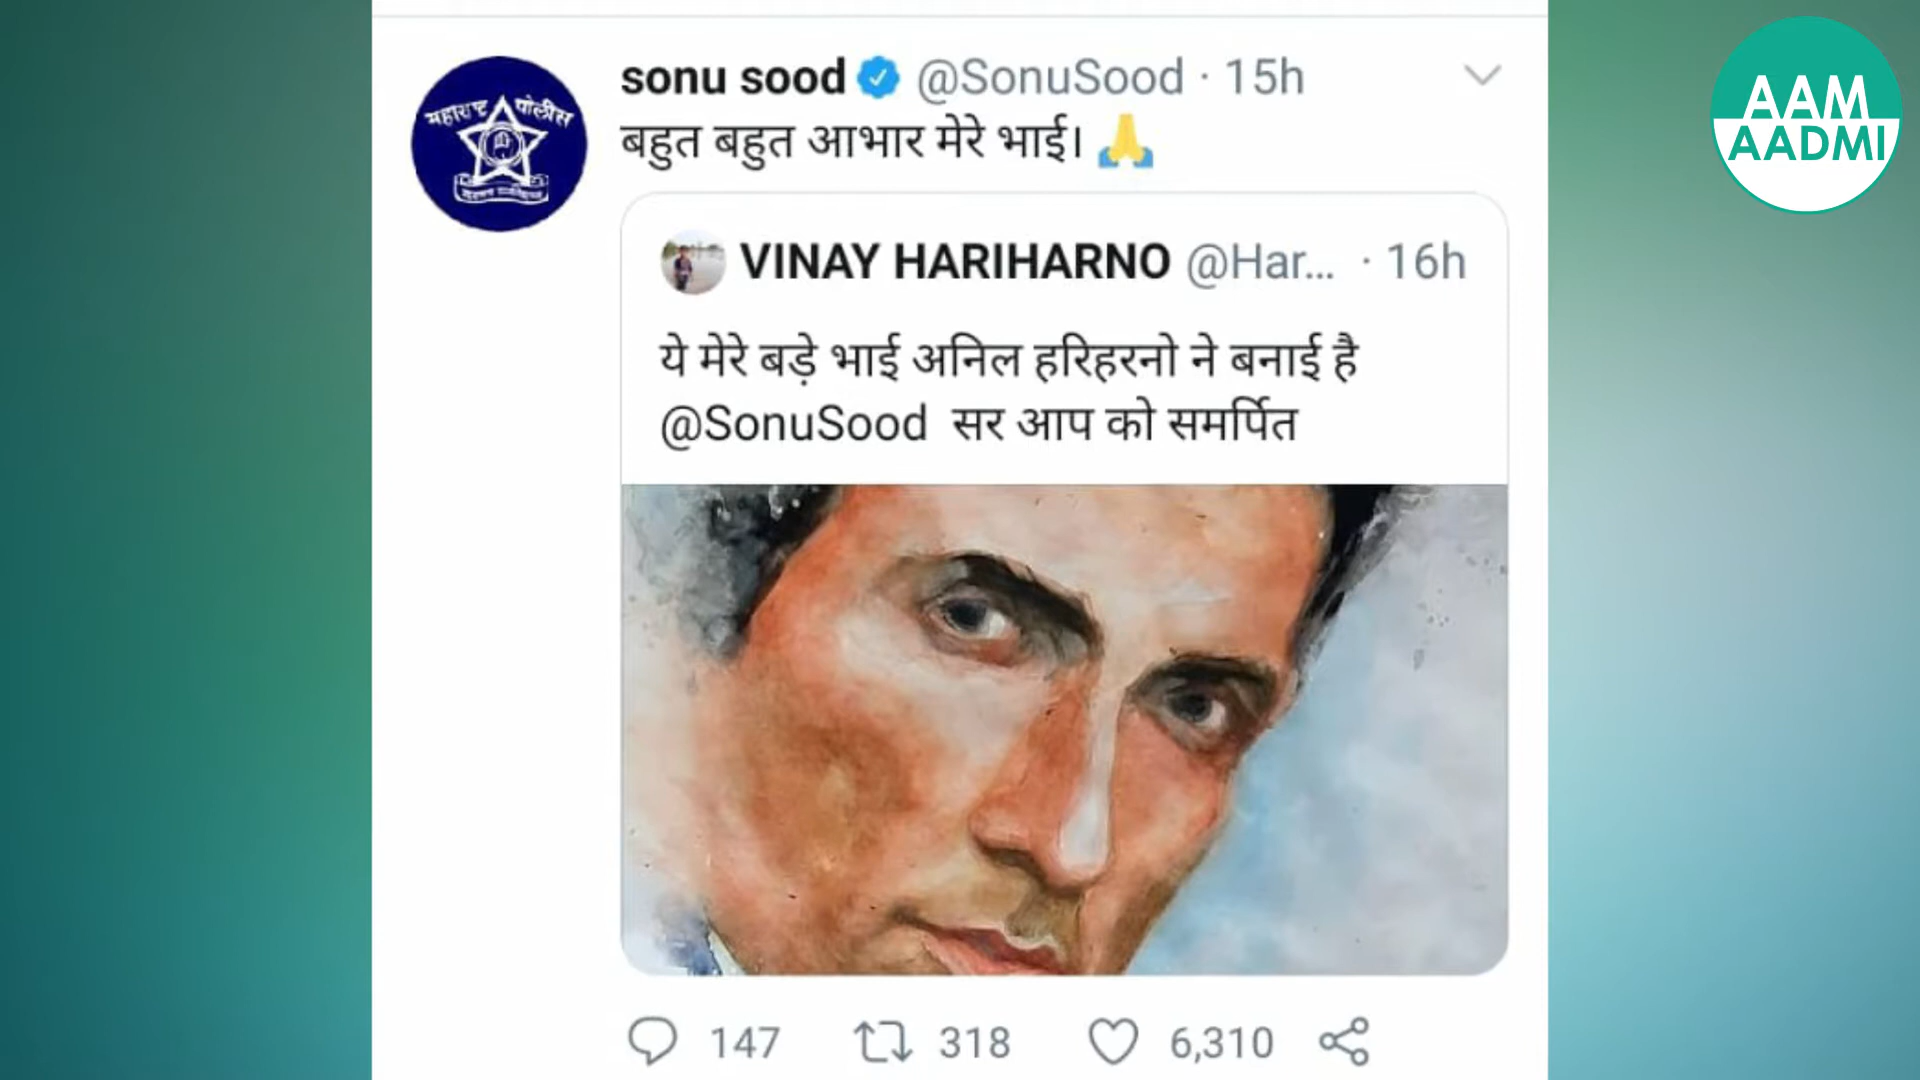 sonu sood @SonuSood · 15h
बहुत बहुत आभार मेरे भाई। 🙏
VINAY HARIHARNO @Har... · 16h
ये मेरे बड़े भाई अनिल हरिहरनो ने बनाई है
@SonuSood सर आप को समर्पित
147 318 6,310
AAM
AADMI
महाराष्ट्र पोलीस